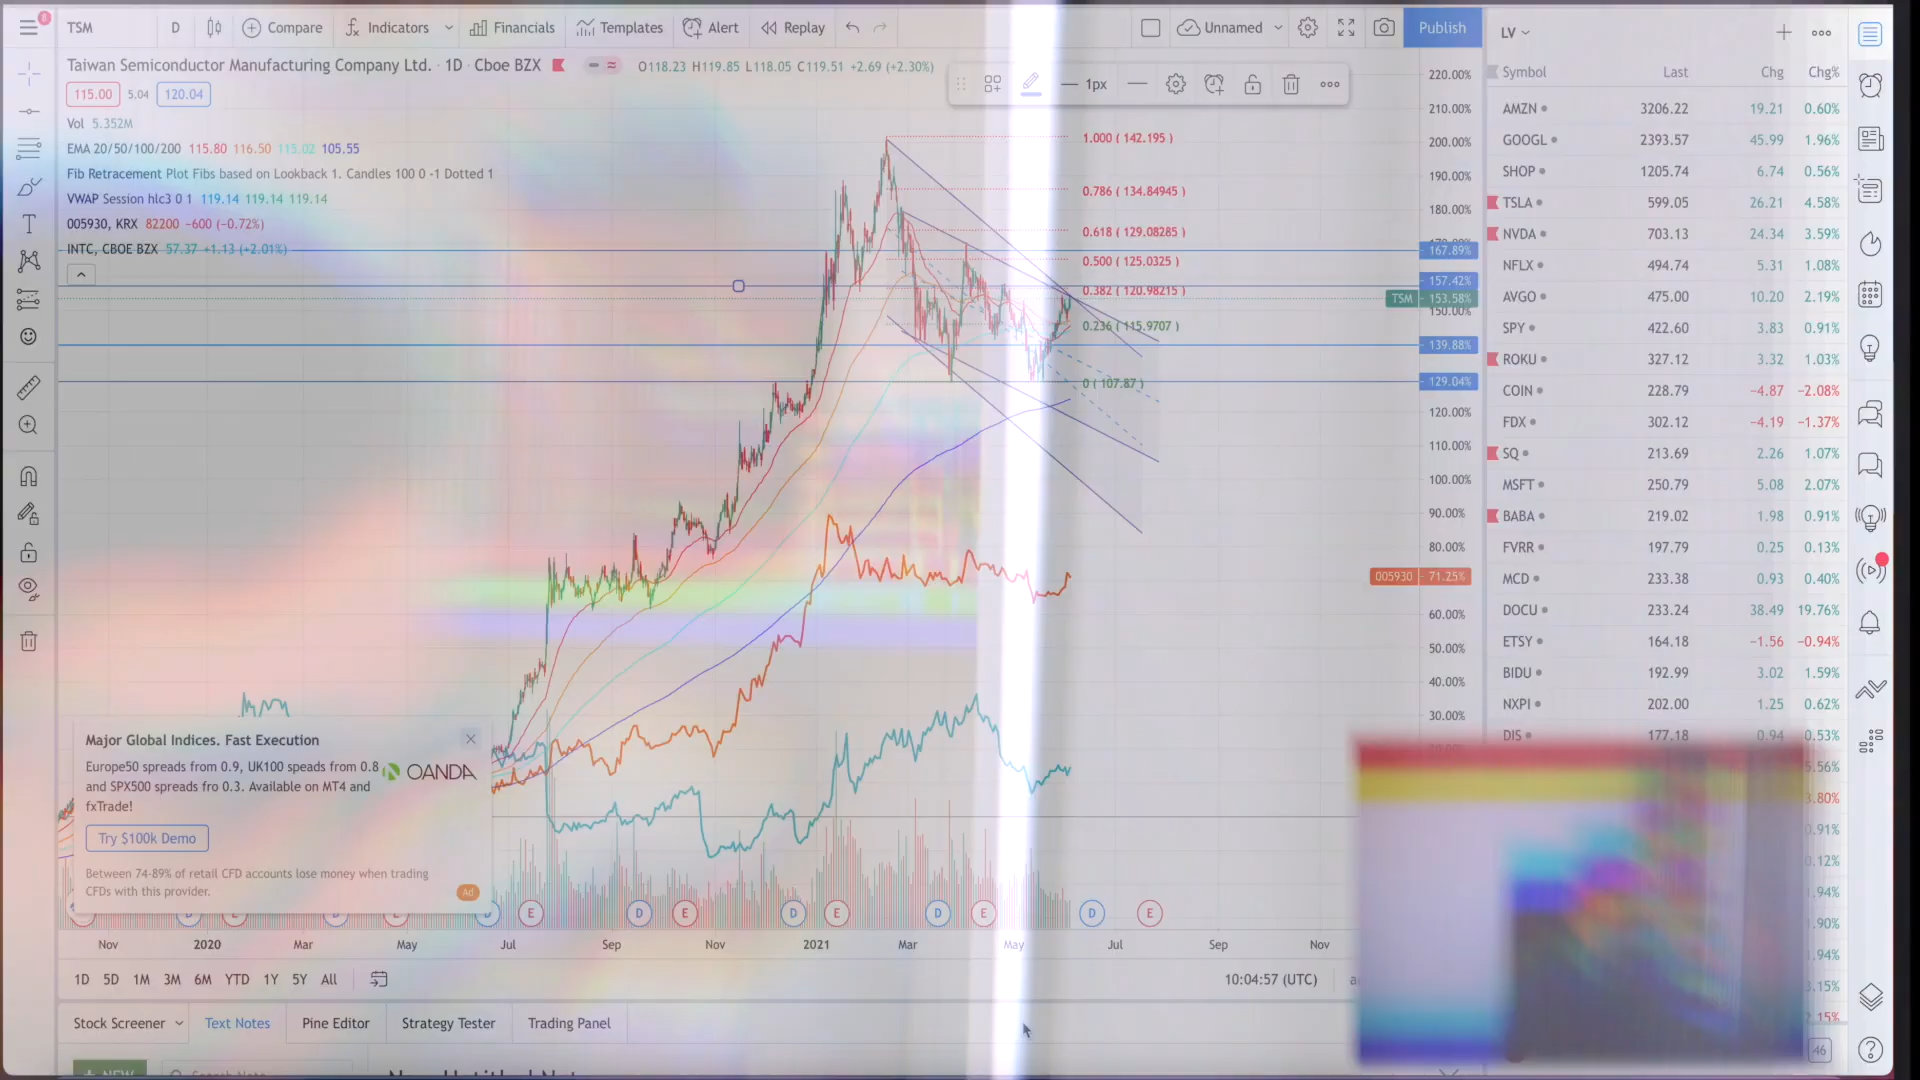 8
TSM D Compare Indicators Financials Templates Alert Replay Unnamed Publish
Taiwan Semiconductor Manufacturing Company Ltd. · 1D · Cboe BZX O118.23 H119.85 L118.05 C119.51 +2.69 (+2.30%)
115.00 5.04 120.04
1px
Vol 5.352M
EMA 20/50/100/200 115.80 116.50 115.02 105.55
Fib Retracement Plot Fibs based on Lookback 1. Candles 100 0 -1 Dotted 1
VWAP Session hlc3 0 1 119.14 119.14 119.14
005930, KRX 82200 −600 (−0.72%)
INTC, CBOE BZX 57.37 +1.13 (+2.01%)
1.000 ( 142.195 )
0.786 ( 134.84945 )
0.618 ( 129.08285 )
0.500 ( 125.0325 )
0.382 ( 120.98215 )
0.236 ( 115.9707 )
0 ( 107.87 )
220.00%
210.00%
200.00%
190.00%
180.00%
167.89%
157.42%
TSM 153.58%
150.00%
139.88%
129.04%
120.00%
110.00%
100.00%
90.00%
80.00%
005930 71.25%
60.00%
50.00%
40.00%
30.00%
LV
Symbol Last Chg Chg%
AMZN 3206.22 19.21 0.60%
GOOGL 2393.57 45.99 1.96%
SHOP 1205.74 6.74 0.56%
TSLA 599.05 26.21 4.58%
NVDA 703.13 24.34 3.59%
NFLX 494.74 5.31 1.08%
AVGO 475.00 10.20 2.19%
SPY 422.60 3.83 0.91%
ROKU 327.12 3.32 1.03%
COIN 228.79 −4.87 −2.08%
FDX 302.12 −4.19 −1.37%
SQ 213.69 2.26 1.07%
MSFT 250.79 5.08 2.07%
BABA 219.02 1.98 0.91%
FVRR 197.79 0.25 0.13%
MCD 233.38 0.93 0.40%
DOCU 233.24 38.49 19.76%
ETSY 164.18 −1.56 −0.94%
BIDU 192.99 3.02 1.59%
NXPI 202.00 1.25 0.62%
DIS 177.18 0.94 0.53%
Major Global Indices. Fast Execution
Europe50 spreads from 0.9, UK100 speads from 0.8
and SPX500 spreads fro 0.3. Available on MT4 and
fxTrade!
OANDA
Try $100k Demo
Between 74-89% of retail CFD accounts lose money when trading
CFDs with this provider.
Ad
E D E D E D E D E
Nov 2020 Mar May Jul Sep Nov 2021 Mar May Jul Sep Nov
1D 5D 1M 3M 6M YTD 1Y 5Y All 10:04:57 (UTC)
Stock Screener Text Notes Pine Editor Strategy Tester Trading Panel
46